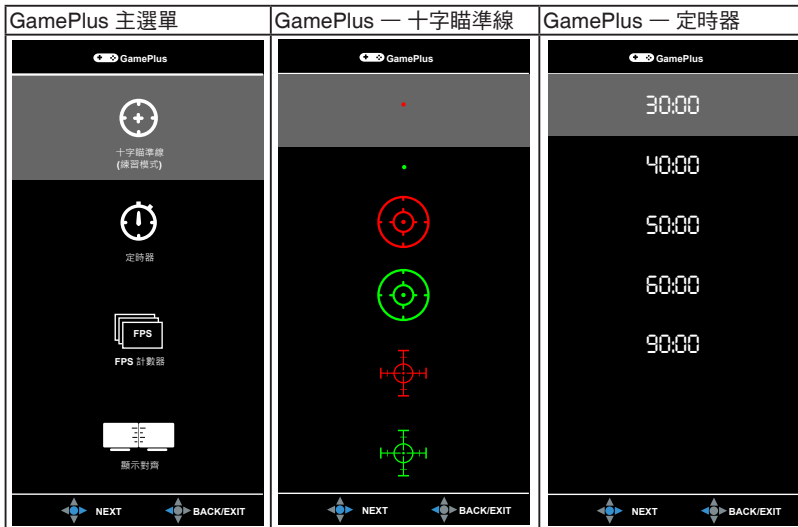 GamePlus 主選單
GamePlus
十字瞄準線
(練習模式)
定時器
FPS
FPS 計數器
顯示對齊
NEXT BACK/EXIT
GamePlus — 十字瞄準線
GamePlus
NEXT BACK/EXIT
GamePlus — 定時器
GamePlus
30:00
40:00
50:00
60:00
90:00
NEXT BACK/EXIT